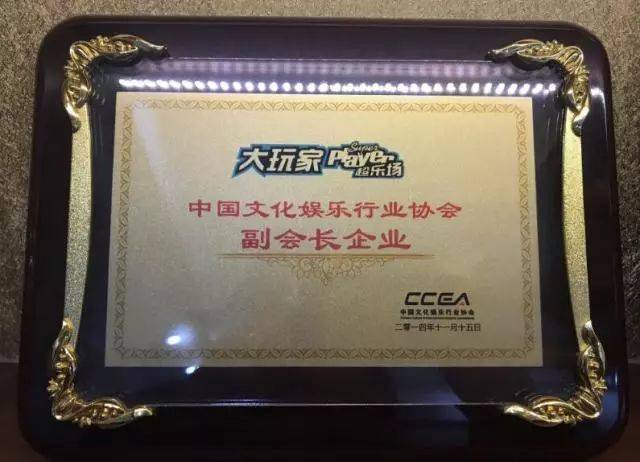 大玩家 Super Player 超乐场
中国文化娱乐行业协会
副会长企业
CCEA
中国文化娱乐行业协会
二零一四年十一月十五日